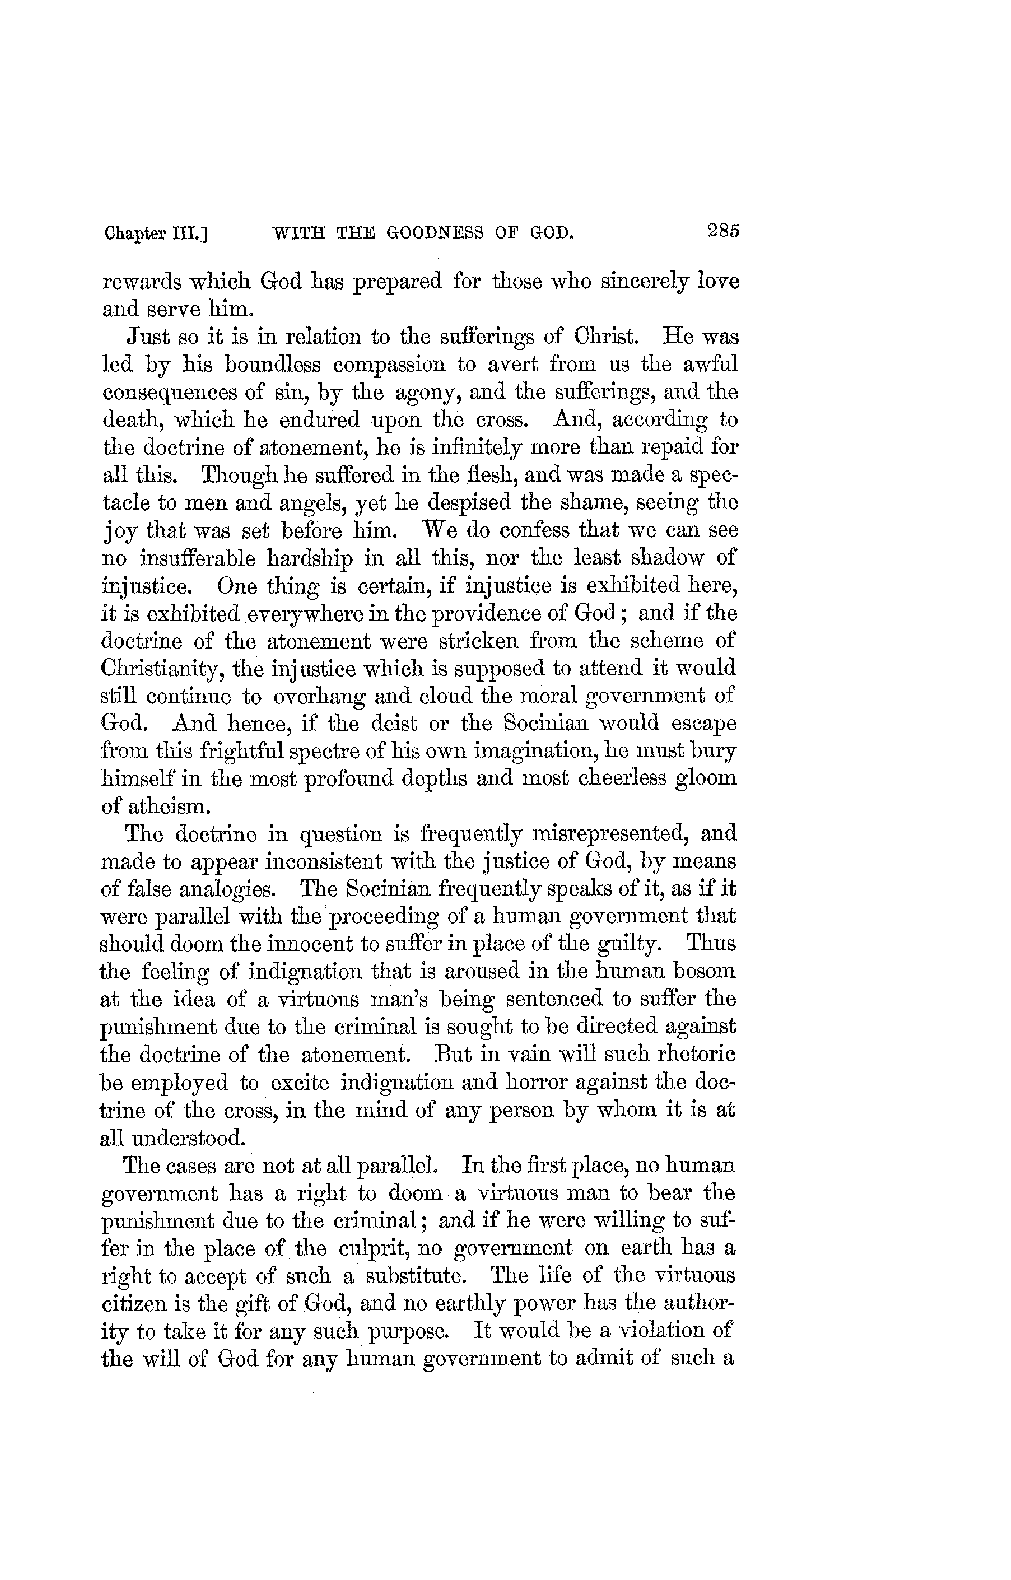 Chapter III.] WITH THE GOODNESS OF GOD. 285
rewards which God has prepared for those who sincerely love
and serve him.
Just so it is in relation to the sufferings of Christ. He was
led by his boundless compassion to avert from us the awful
consequences of sin, by the agony, and the sufferings, and the
death, which he endured upon the cross. And, according to
the doctrine of atonement, he is infinitely more than repaid for
all this. Though he suffered in the flesh, and was made a spec-
tacle to men and angels, yet he despised the shame, seeing the
joy that was set before him. We do confess that we can see
no insufferable hardship in all this, nor the least shadow of
injustice. One thing is certain, if injustice is exhibited here,
it is exhibited everywhere in the providence of God; and if the
doctrine of the atonement were stricken from the scheme of
Christianity, the injustice which is supposed to attend it would
still continue to overhang and cloud the moral government of
God. And hence, if the deist or the Socinian would escape
from this frightful spectre of his own imagination, he must bury
himself in the most profound depths and most cheerless gloom
of atheism.
The doctrine in question is frequently misrepresented, and
made to appear inconsistent with the justice of God, by means
of false analogies. The Socinian frequently speaks of it, as if it
were parallel with the proceeding of a human government that
should doom the innocent to suffer in place of the guilty. Thus
the feeling of indignation that is aroused in the human bosom
at the idea of a virtuous man's being sentenced to suffer the
punishment due to the criminal is sought to be directed against
the doctrine of the atonement. But in vain will such rhetoric
be employed to excite indignation and horror against the doc-
trine of the cross, in the mind of any person by whom it is at
all understood.
The cases are not at all parallel. In the first place, no human
government has a right to doom a virtuous man to bear the
punishment due to the criminal; and if he were willing to suf-
fer in the place of the culprit, no government on earth has a
right to accept of such a substitute. The life of the virtuous
citizen is the gift of God, and no earthly power has the author-
ity to take it for any such purpose. It would be a violation of
the will of God for any human government to admit of such a